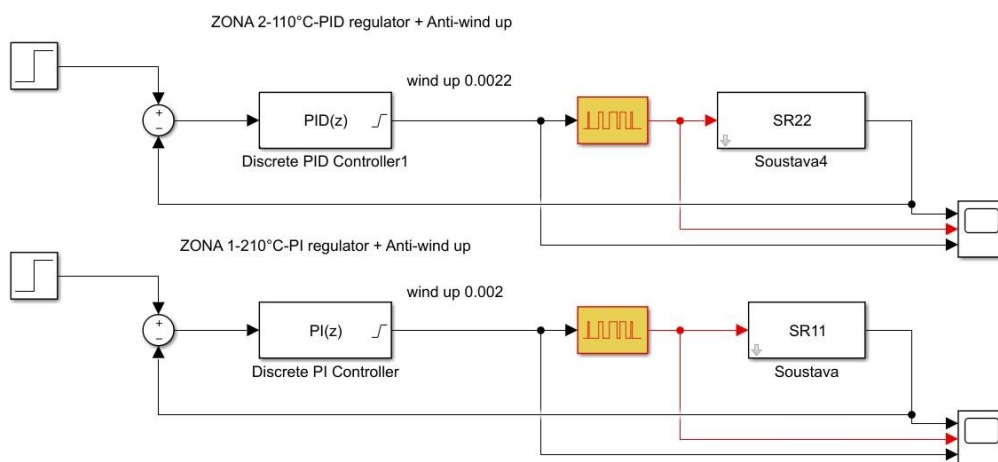 ZONA 2-110°C-PID regulator + Anti-wind up
wind up 0.0022
+
−
PID(z)
SR22
Discrete PID Controller1
Soustava4
ZONA 1-210°C-PI regulator + Anti-wind up
wind up 0.002
+
−
PI(z)
SR11
Discrete PI Controller
Soustava